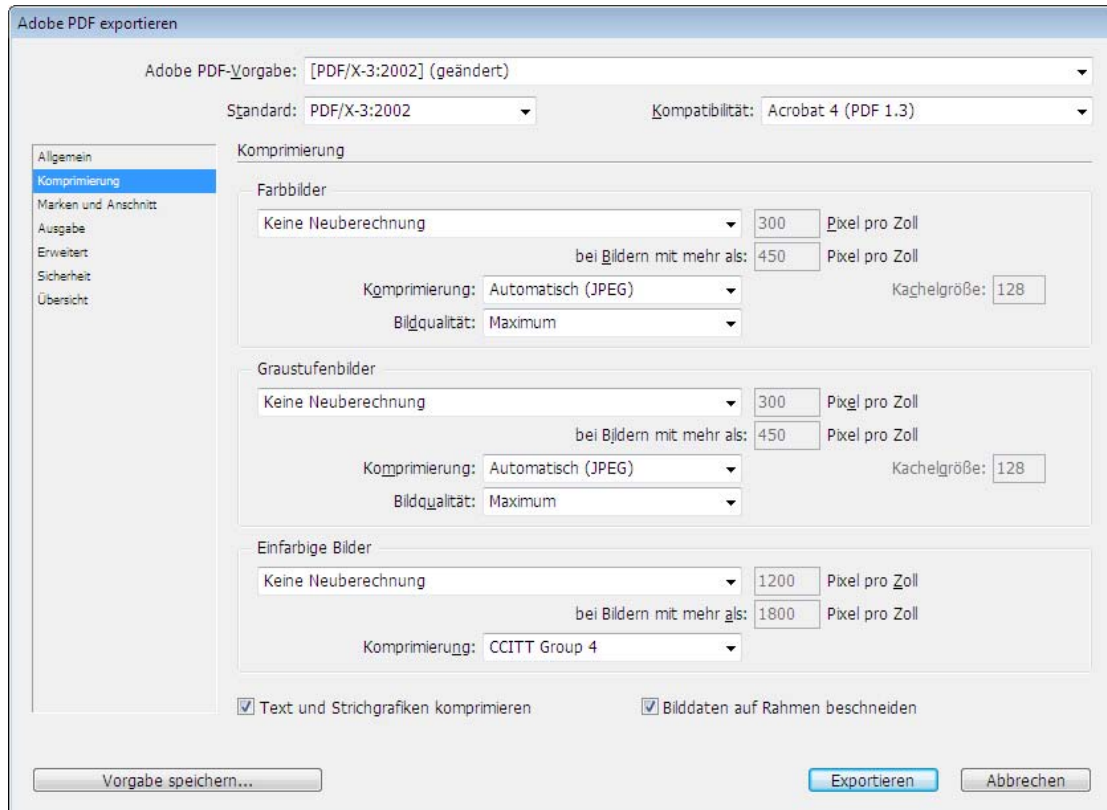 Adobe PDF exportieren
Adobe PDF-Vorgabe: [PDF/X-3:2002] (geändert)
Standard: PDF/X-3:2002 Kompatibilität: Acrobat 4 (PDF 1.3)
Allgemein
Komprimierung
Marken und Anschnitt
Ausgabe
Erweitert
Sicherheit
Übersicht
Komprimierung
Farbbilder
Keine Neuberechnung 300 Pixel pro Zoll
bei Bildern mit mehr als: 450 Pixel pro Zoll
Komprimierung: Automatisch (JPEG) Kachelgröße: 128
Bildqualität: Maximum
Graustufenbilder
Keine Neuberechnung 300 Pixel pro Zoll
bei Bildern mit mehr als: 450 Pixel pro Zoll
Komprimierung: Automatisch (JPEG) Kachelgröße: 128
Bildqualität: Maximum
Einfarbige Bilder
Keine Neuberechnung 1200 Pixel pro Zoll
bei Bildern mit mehr als: 1800 Pixel pro Zoll
Komprimierung: CCITT Group 4
Text und Strichgrafiken komprimieren Bilddaten auf Rahmen beschneiden
Vorgabe speichern... Exportieren Abbrechen